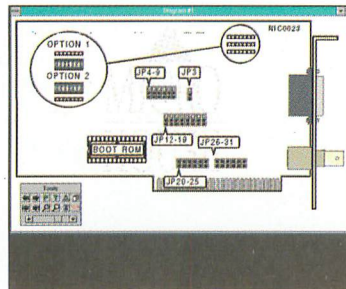 Diagram#1
NIC0023
OPTION 1
OPTION 2
JP4-9
JP3
JP12-19
BOOT ROM
JP26-31
JP20-25
Tools